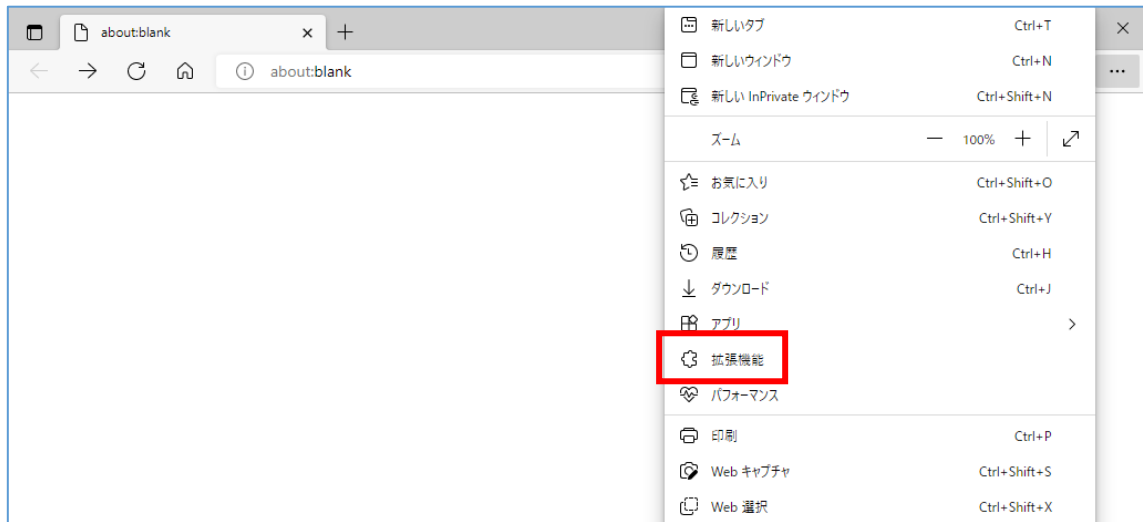 about:blank
about:blank
新しいタブ Ctrl+T
新しいウィンドウ Ctrl+N
新しい InPrivate ウィンドウ Ctrl+Shift+N
ズーム 100%
お気に入り Ctrl+Shift+O
コレクション Ctrl+Shift+Y
履歴 Ctrl+H
ダウンロード Ctrl+J
アプリ
拡張機能
パフォーマンス
印刷 Ctrl+P
Web キャプチャ Ctrl+Shift+S
Web 選択 Ctrl+Shift+X